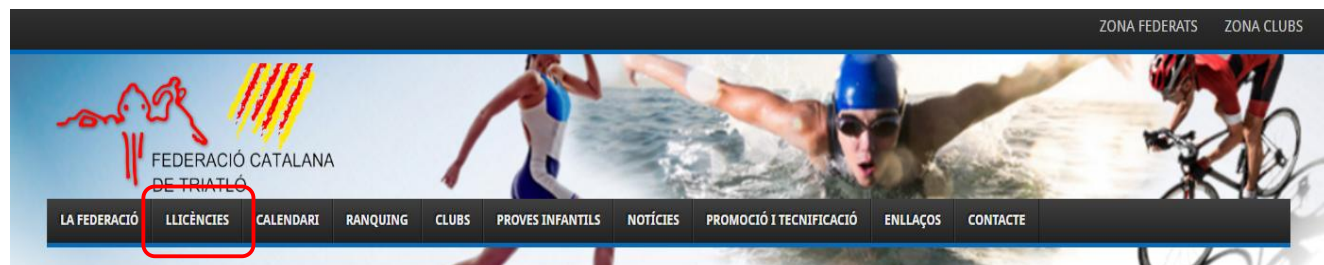 ZONA FEDERATS ZONA CLUBS
FEDERACIÓ CATALANA
DE TRIATLÓ
LA FEDERACIÓ LLICÈNCIES CALENDARI RANQUING CLUBS PROVES INFANTILS NOTÍCIES PROMOCIÓ I TECNIFICACIÓ ENLLAÇOS CONTACTE